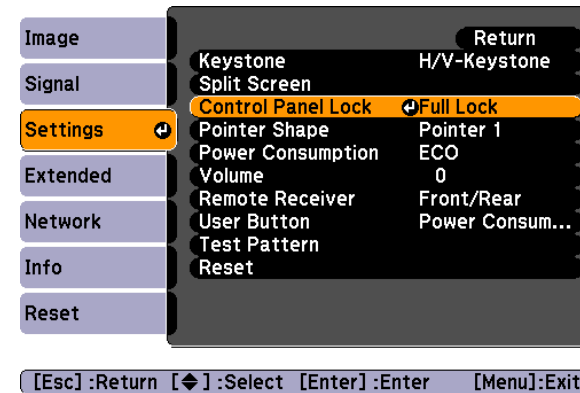 Image
Signal
Settings
Extended
Network
Info
Reset
Return
Keystone H/V-Keystone
Split Screen
Control Panel Lock Full Lock
Pointer Shape Pointer 1
Power Consumption ECO
Volume 0
Remote Receiver Front/Rear
User Button Power Consum...
Test Pattern
Reset
[Esc] :Return [◆] :Select [Enter] :Enter [Menu]:Exit